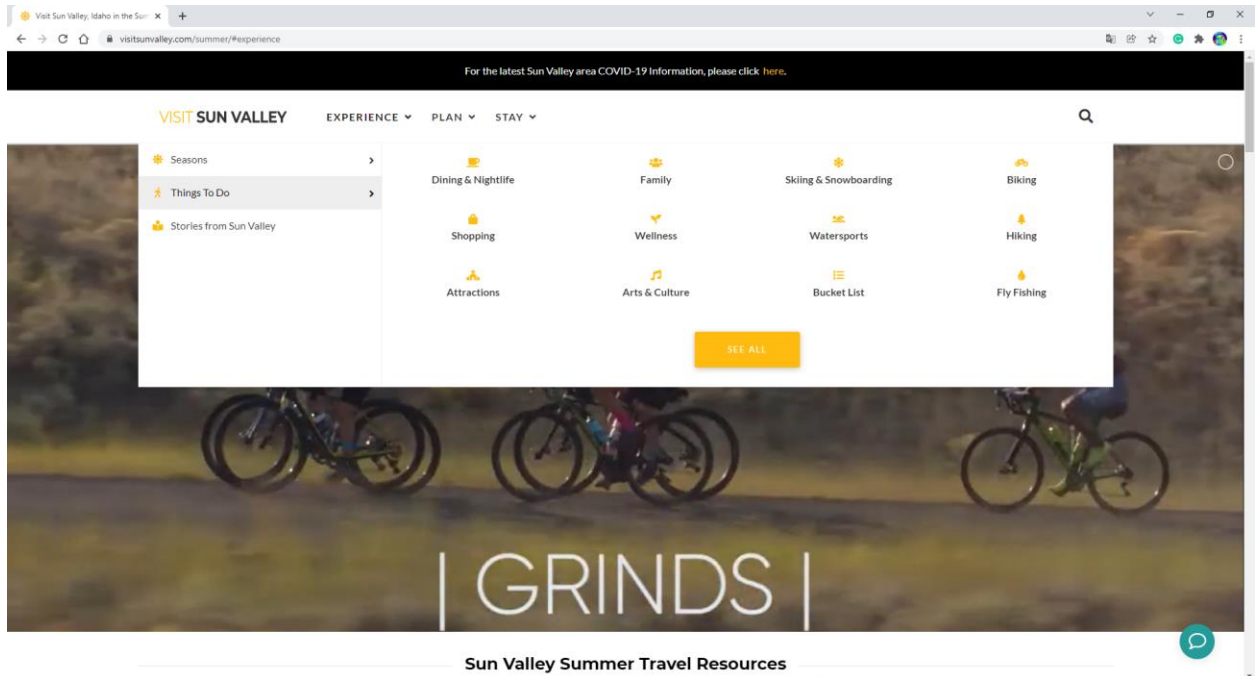 Visit Sun Valley, Idaho in the Sum
visitsunvalley.com/summer/#experience
For the latest Sun Valley area COVID-19 Information, please click here.
VISIT SUN VALLEY EXPERIENCE PLAN STAY
Seasons
Things To Do
Stories from Sun Valley
Dining & Nightlife Family Skiing & Snowboarding Biking
Shopping Wellness Watersports Hiking
Attractions Arts & Culture Bucket List Fly Fishing
SEE ALL
| GRINDS |
Sun Valley Summer Travel Resources